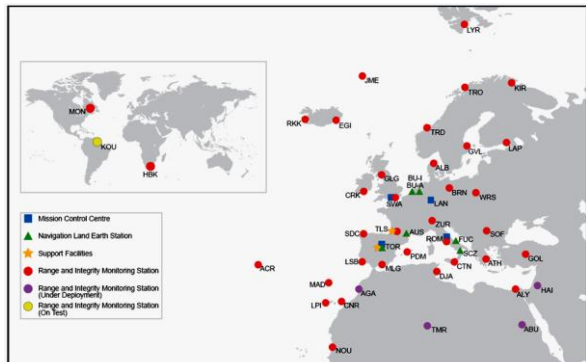 LYR
JME
TRO
KIR
RKK
EGI
TRD
GVL
LAP
ALB
MON
KOU
HBK
GLG
BU-I
BU-A
BRN
WRS
CRK
SWA
LAN
ZUR
TLS
AUS
SDC
ROM
FUC
SOF
TOR
SCZ
PDM
CTN
ATH
GOL
LSB
MLG
DJA
ACR
MAD
AGA
ALY
HAI
LPI
CNR
TMR
ABU
NOU
Mission Control Centre
Navigation Land Earth Station
Support Facilities
Range and Integrity Monitoring Station
Range and Integrity Monitoring Station
(Under Deployment)
Range and Integrity Monitoring Station
(On Test)